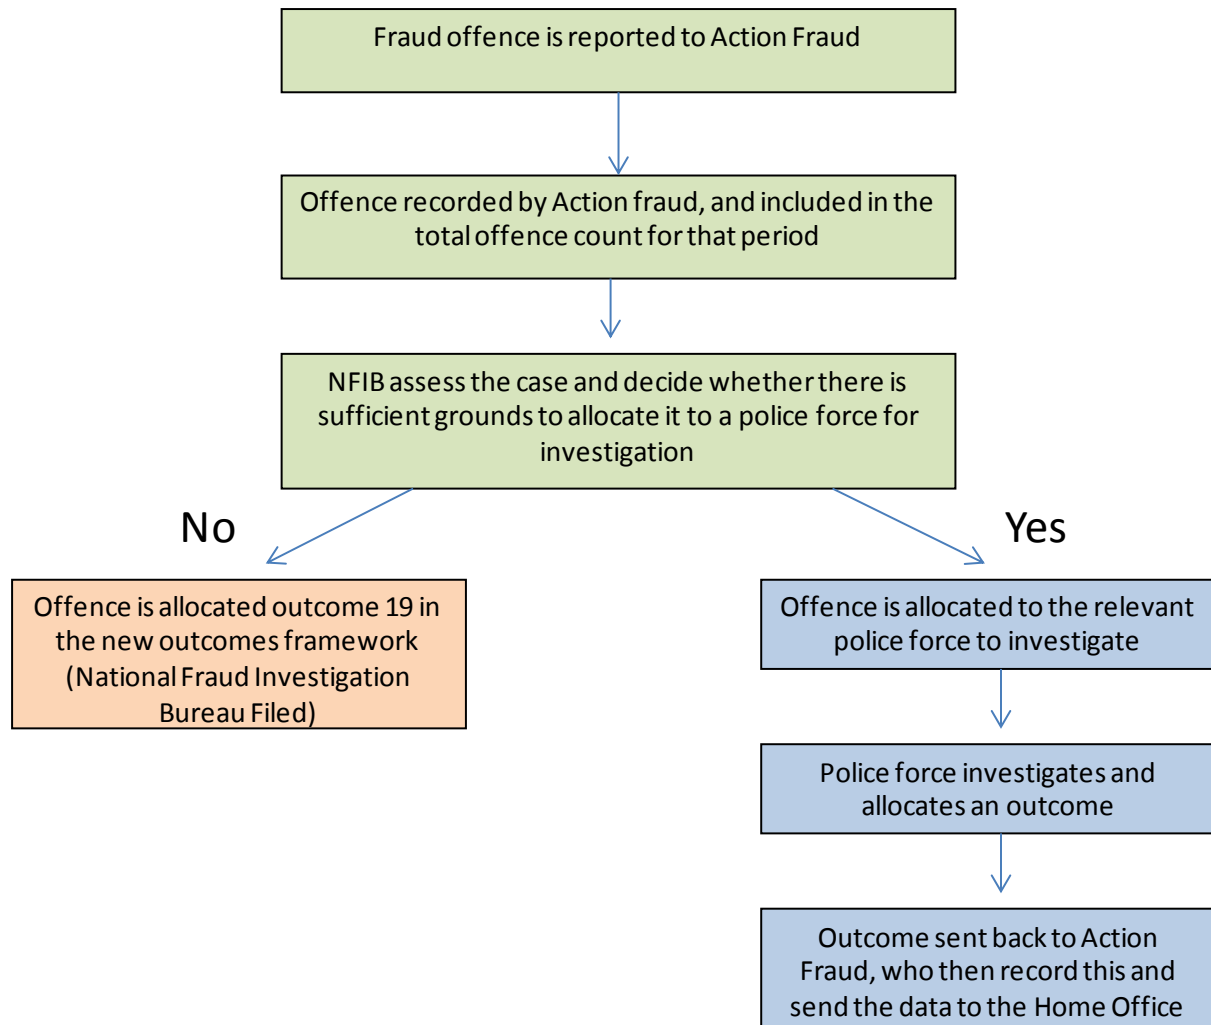 Fraud offence is reported to Action Fraud
Offence recorded by Action fraud, and included in the
total offence count for that period
NFIB assess the case and decide whether there is
sufficient grounds to allocate it to a police force for
investigation
No
Yes
Offence is allocated outcome 19 in
the new outcomes framework
(National Fraud Investigation
Bureau Filed)
Offence is allocated to the relevant
police force to investigate
Police force investigates and
allocates an outcome
Outcome sent back to Action
Fraud, who then record this and
send the data to the Home Office